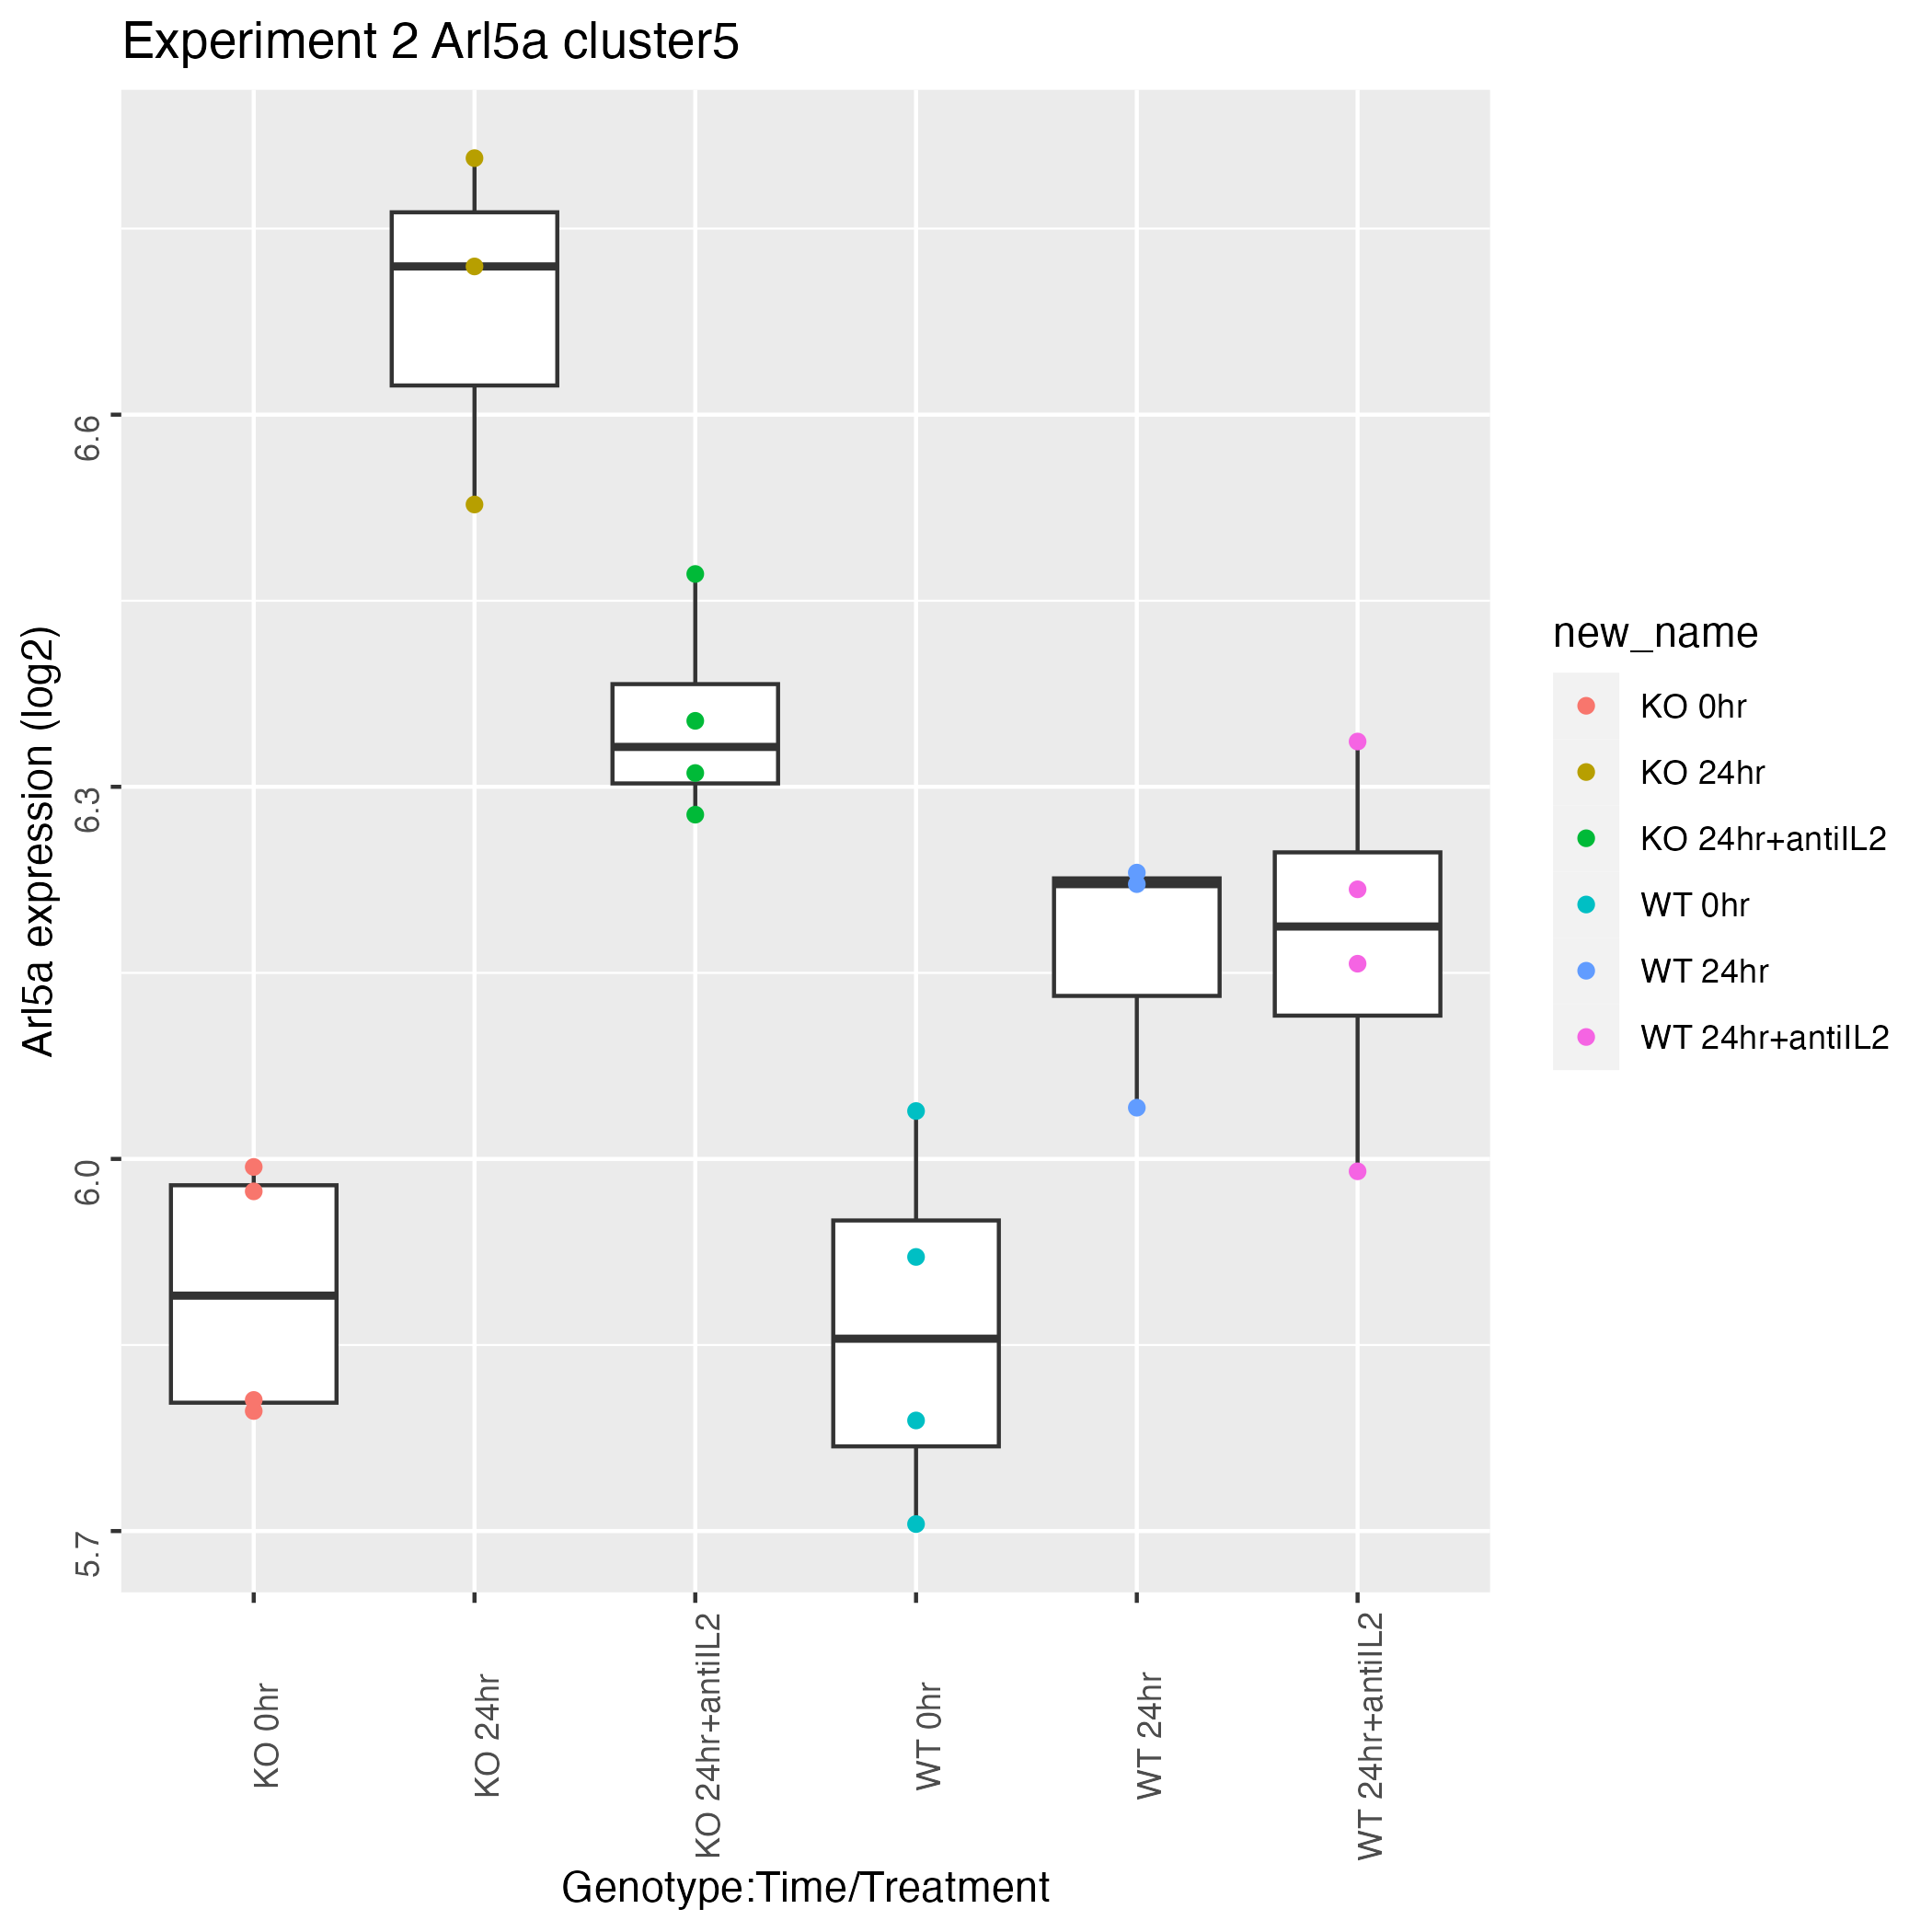 Experiment 2 Arl5a cluster5
Arl5a expression (log2)
6.6
6.3
6.0
5.7
KO 0hr
KO 24hr
KO 24hr+antiIL2
WT 0hr
WT 24hr
WT 24hr+antiIL2
Genotype:Time/Treatment
new_name
KO 0hr
KO 24hr
KO 24hr+antiIL2
WT 0hr
WT 24hr
WT 24hr+antiIL2